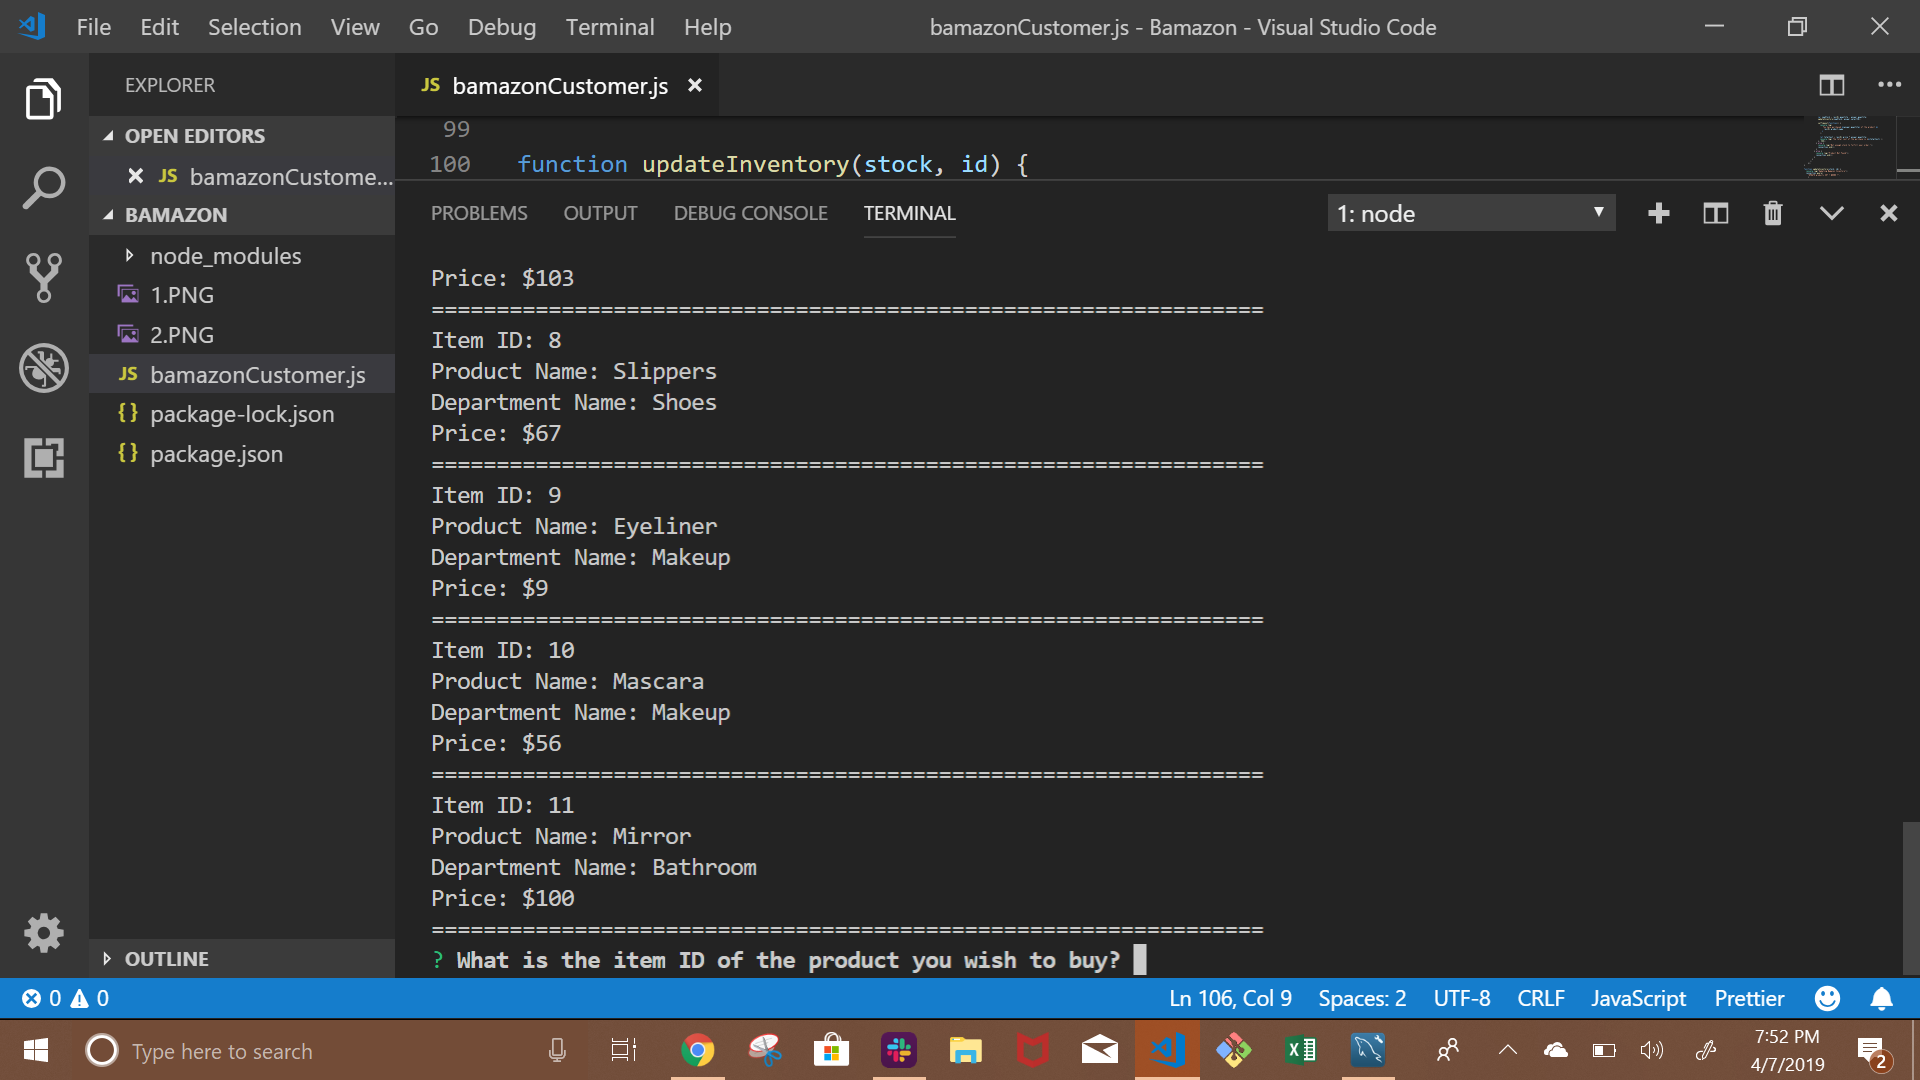 File Edit Selection View Go Debug Terminal Help
bamazonCustomer.js - Bamazon - Visual Studio Code
EXPLORER
OPEN EDITORS
JS bamazonCustome...
BAMAZON
node_modules
1.PNG
2.PNG
JS bamazonCustomer.js
{} package-lock.json
{} package.json
OUTLINE
JS bamazonCustomer.js
99
100 function updateInventory(stock, id) {
PROBLEMS OUTPUT DEBUG CONSOLE TERMINAL
1: node
Price: $103
================================================================
Item ID: 8
Product Name: Slippers
Department Name: Shoes
Price: $67
================================================================
Item ID: 9
Product Name: Eyeliner
Department Name: Makeup
Price: $9
================================================================
Item ID: 10
Product Name: Mascara
Department Name: Makeup
Price: $56
================================================================
Item ID: 11
Product Name: Mirror
Department Name: Bathroom
Price: $100
================================================================
? What is the item ID of the product you wish to buy?
0 0
Ln 106, Col 9 Spaces: 2 UTF-8 CRLF JavaScript Prettier
Type here to search
7:52 PM
4/7/2019
2